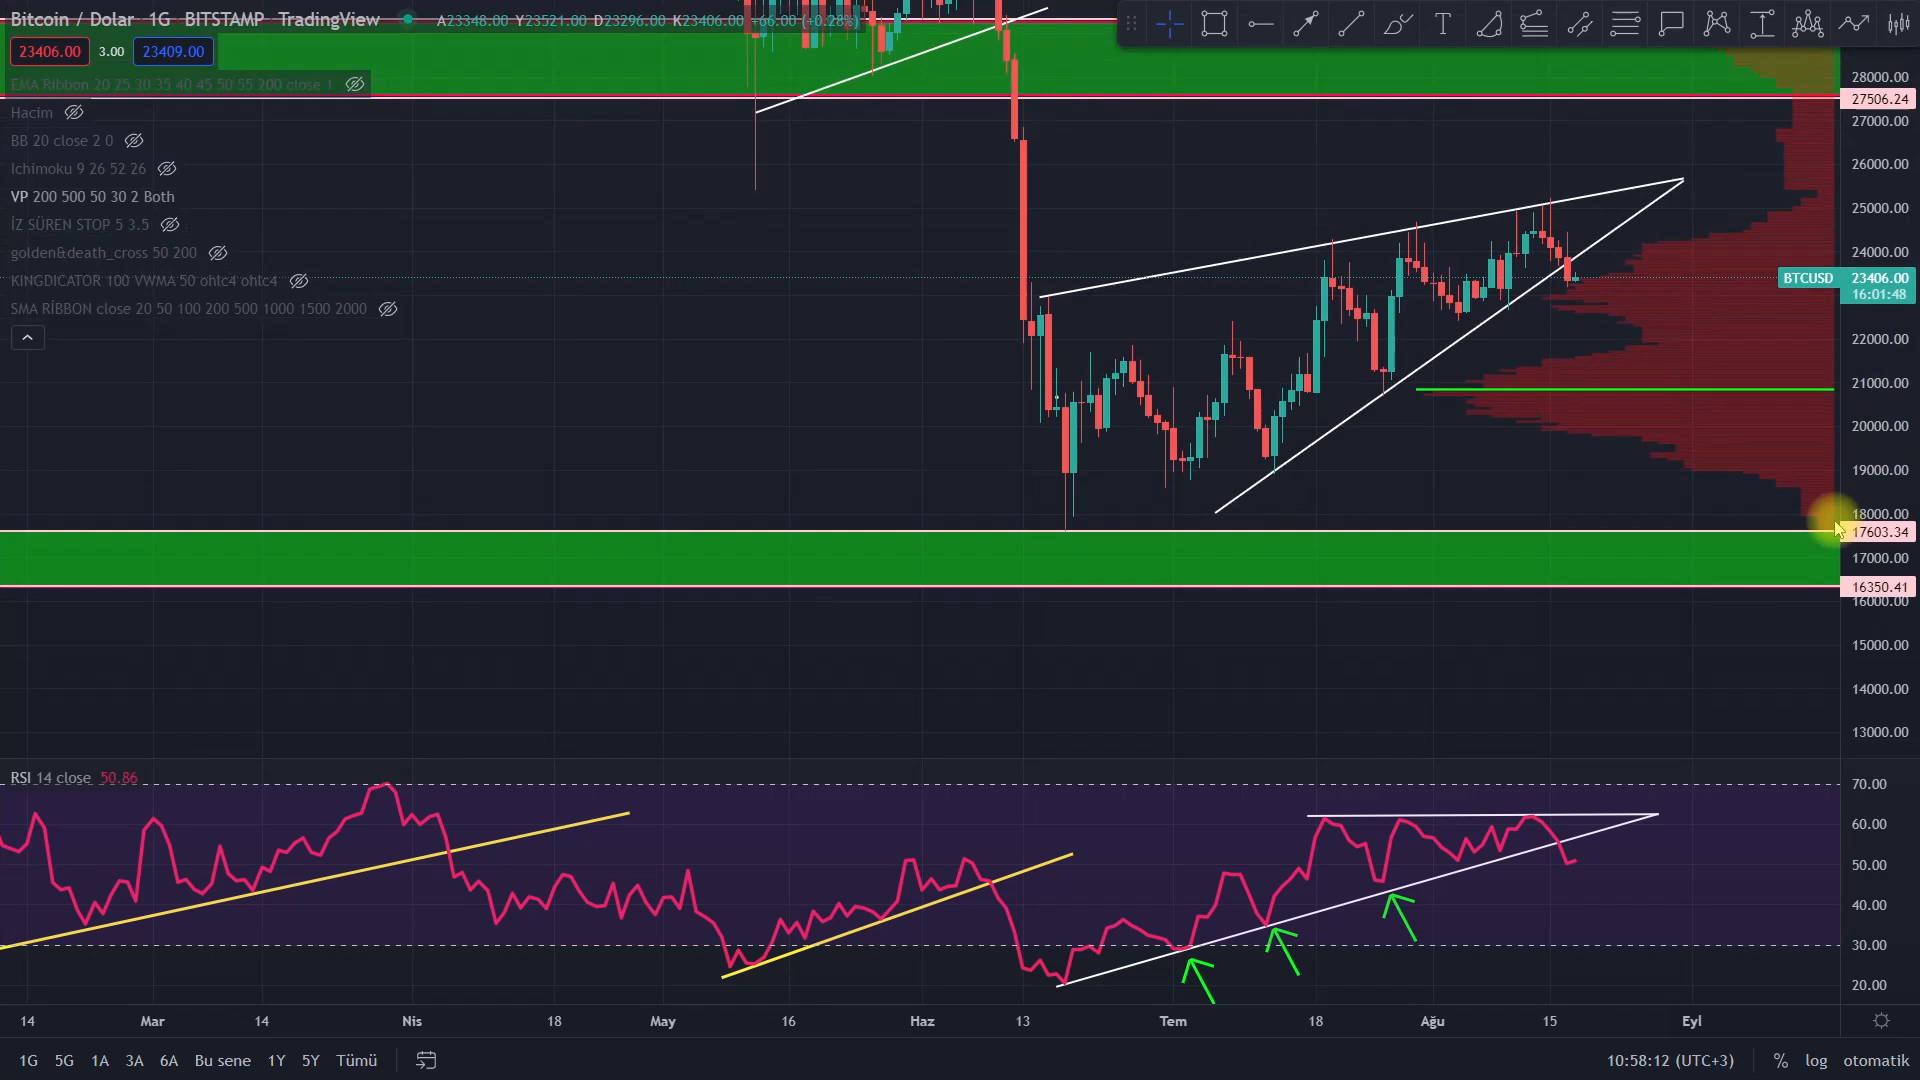 Bitcoin / Dolar 1G BITSTAMP TradingView A23348.00 Y23521.00 D23296.00 K23406.00 +66.00 (+0.28%)
23406.00 3.00 23409.00
EMA Ribbon 20 25 30 35 40 45 50 55 200 close 1
Hacim
BB 20 close 2 0
Ichimoku 9 26 52 26
VP 200 500 50 30 2 Both
İZ SÜREN STOP 5 3.5
golden&death_cross 50 200
KINGDICATOR 100 VWMA 50 ohlc4 ohlc4
SMA RİBBON close 20 50 100 200 500 1000 1500 2000
T
28000.00
27506.24
27000.00
26000.00
25000.00
24000.00
BTCUSD 23406.00
16:01:48
22000.00
21000.00
20000.00
19000.00
18000.00
17603.34
17000.00
16350.41
16000.00
15000.00
14000.00
13000.00
RSI 14 close 50.86
70.00
60.00
50.00
40.00
30.00
20.00
14 Mar 14 Nis 18 May 16 Haz 13 Tem 18 Ağu 15 Eyl
1G 5G 1A 3A 6A Bu sene 1Y 5Y Tümü 10:58:12 (UTC+3) % log otomatik